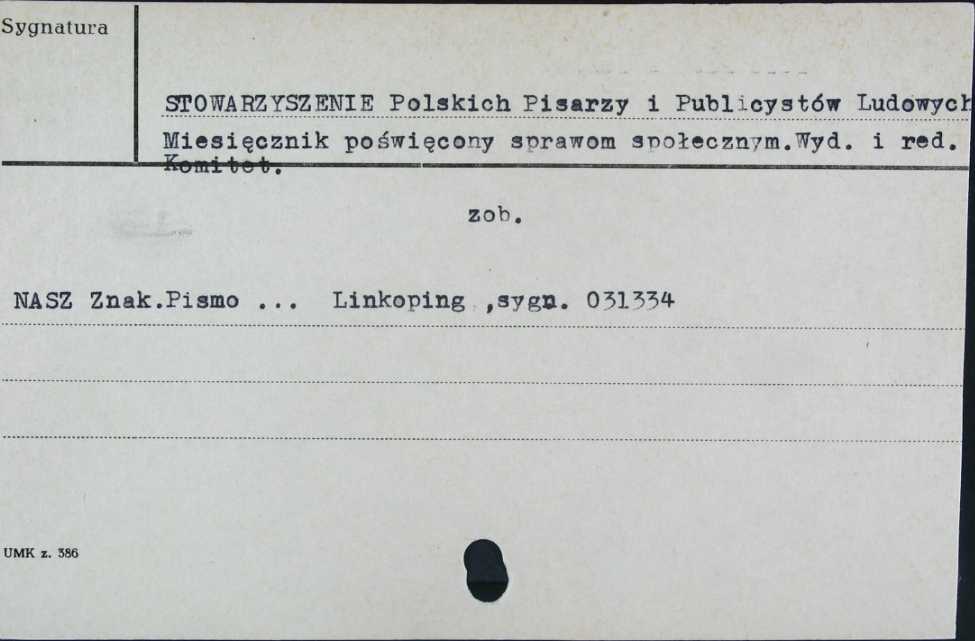 Sygnatura
STOWARZYSZENIE Polskich Pisarzy i Publicystów Ludowych
Miesięcznik poświęcony sprawom społecznym.Wyd. i red.
Komitet.
zob.
NASZ Znak.Pismo ... Linkoping ,sygn. 031334
UMK z. 386